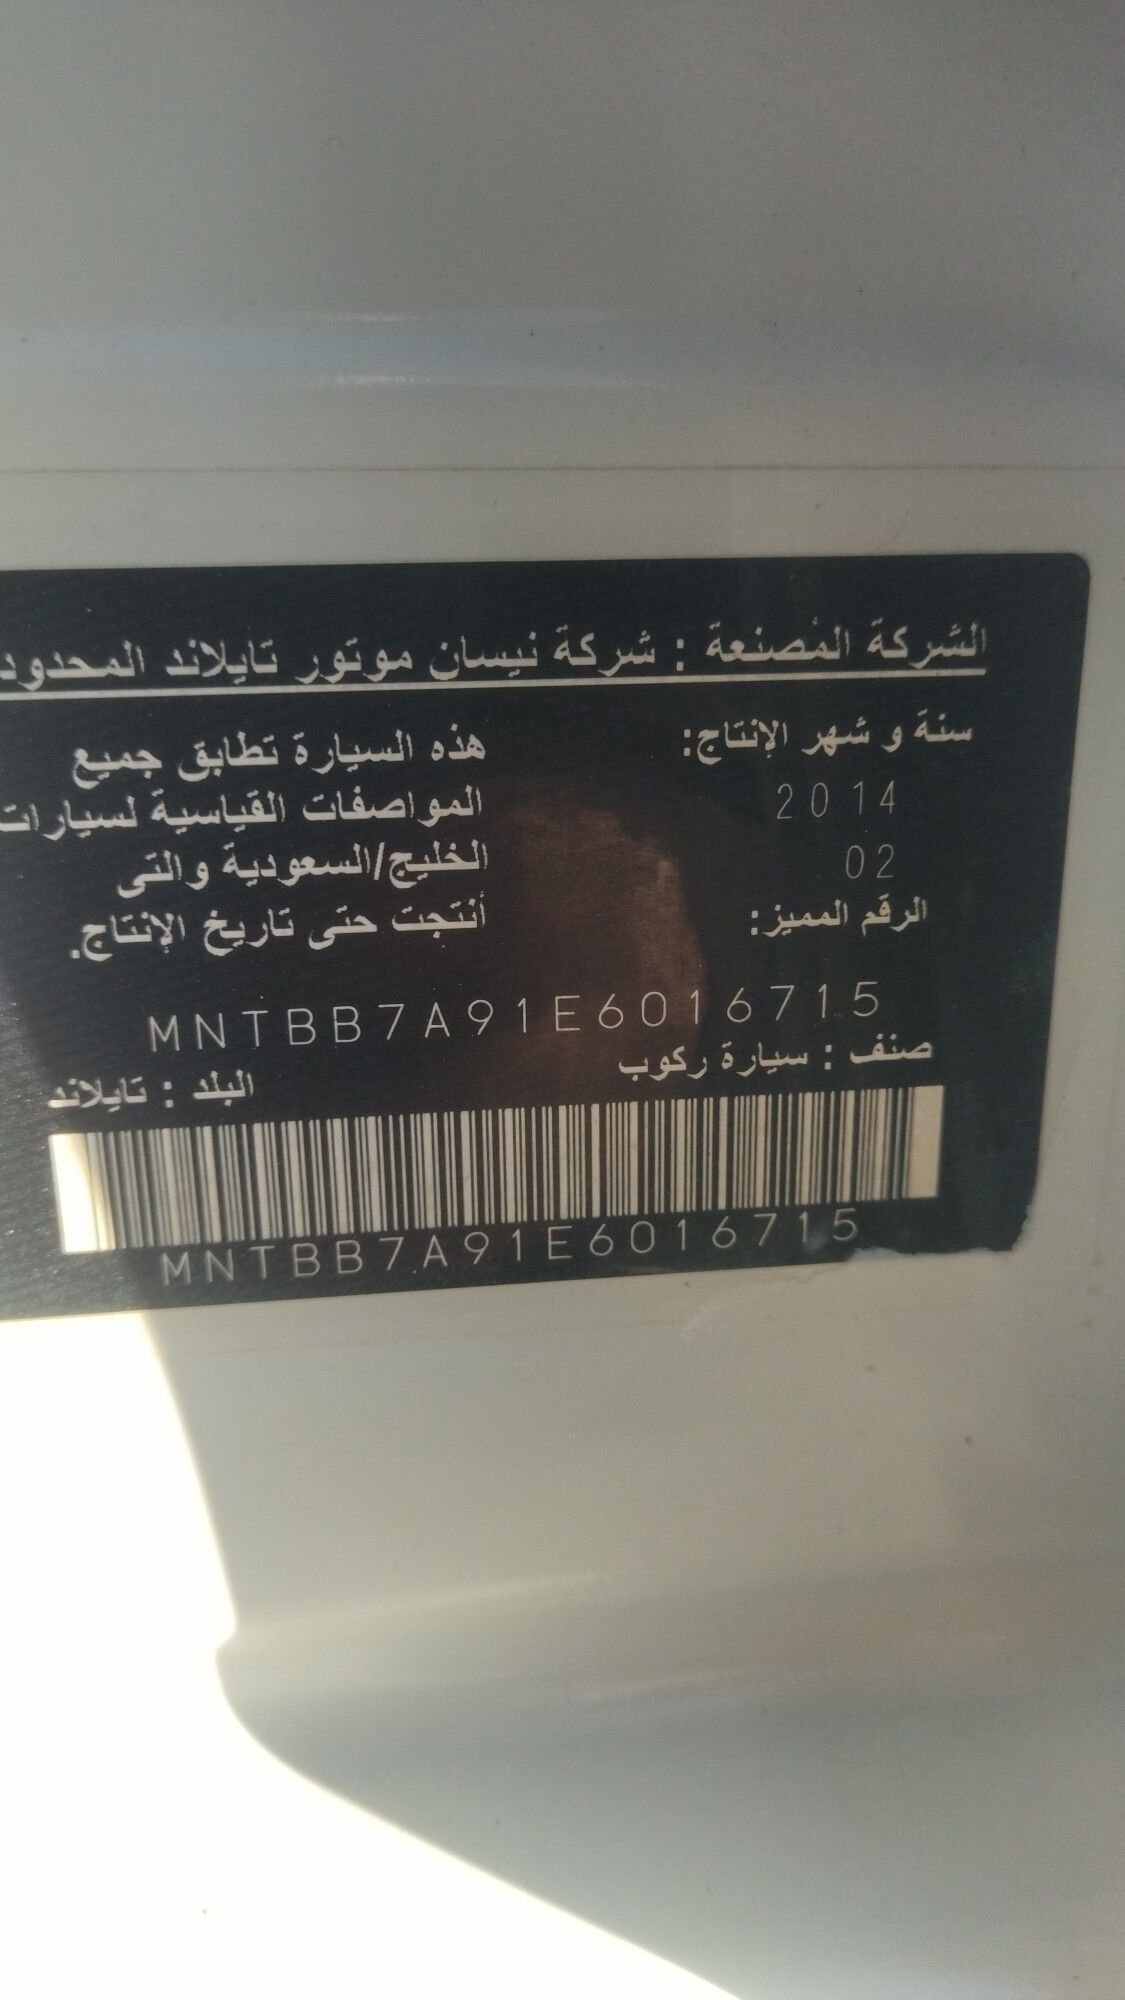 الشركة المصنعة : شركة نيسان موتور تايلاند
سنة و شهر الإنتاج:
2014
02
الرقم المميز:
هذه السيارة تطابق جميع
المواصفات القياسية لسيارات
الخليج/السعودية والتى
أنتجت حتى تاريخ الإنتاج.
MNTBB7A91E6016715
صنف : سيارة ركوب
البلد : تايلاند
MNTBB7A91E6016715